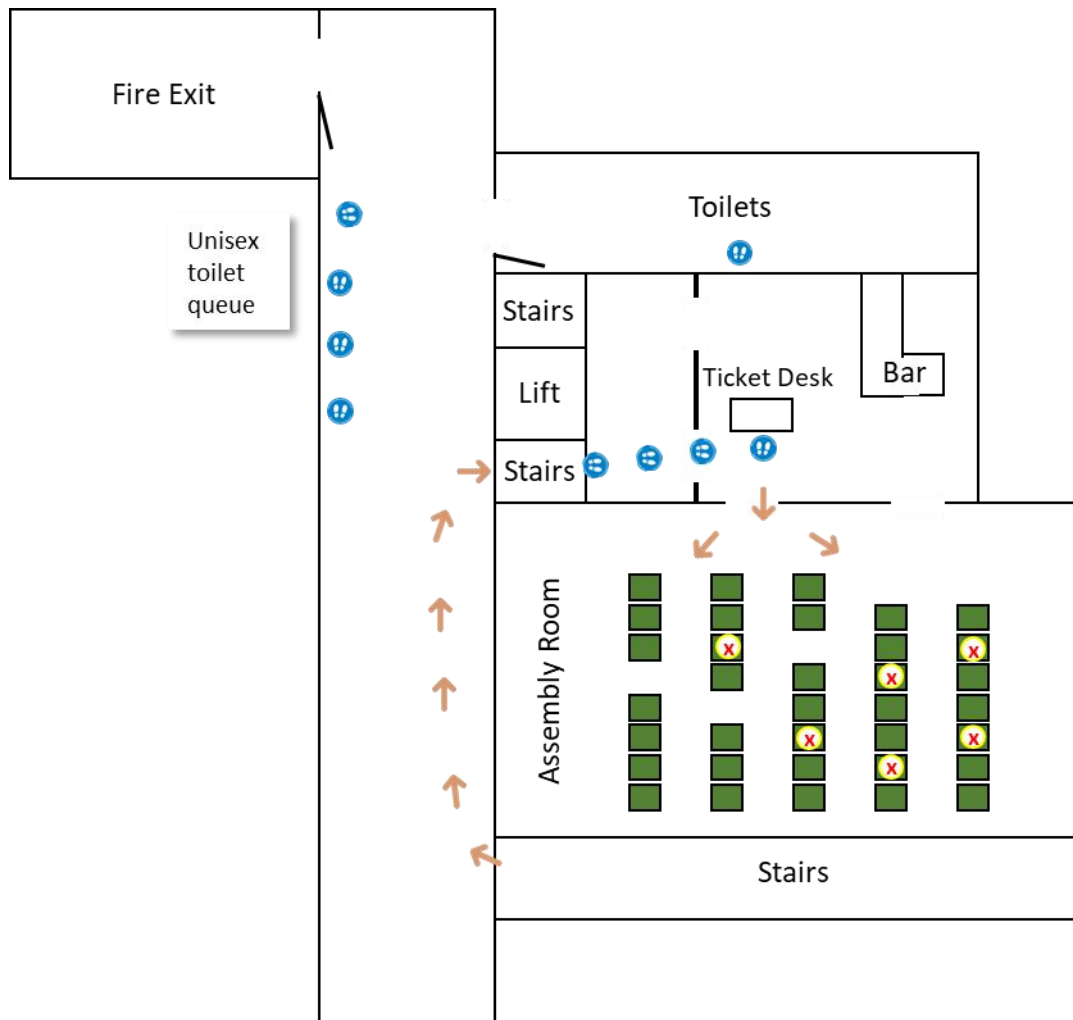 Fire Exit
Toilets
Unisex
toilet
queue
Stairs
Lift
Ticket Desk
Bar
Stairs
Assembly Room
x
x
x
x
x
x
Stairs